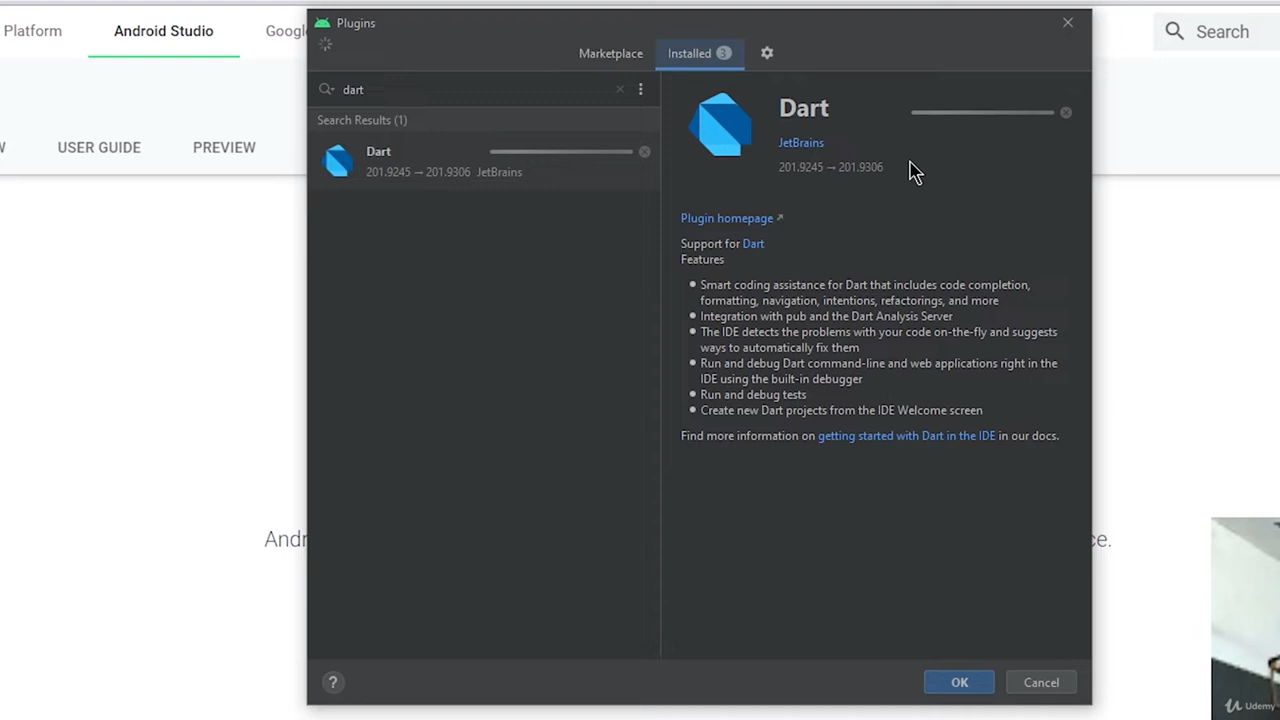 Platform
Android Studio
Plugins
Search
Marketplace
Installed 3
dart
Search Results (1)
Dart
201.9245 → 201.9306 JetBrains
Dart
JetBrains
201.9245 → 201.9306
USER GUIDE
PREVIEW
Plugin homepage ↗
Support for Dart
Features
• Smart coding assistance for Dart that includes code completion,
formatting, navigation, intentions, refactorings, and more
• Integration with pub and the Dart Analysis Server
• The IDE detects the problems with your code on-the-fly and suggests
ways to automatically fix them
• Run and debug Dart command-line and web applications right in the
IDE using the built-in debugger
• Run and debug tests
• Create new Dart projects from the IDE Welcome screen
Find more information on getting started with Dart in the IDE in our docs.
?
OK
Cancel
Udemy